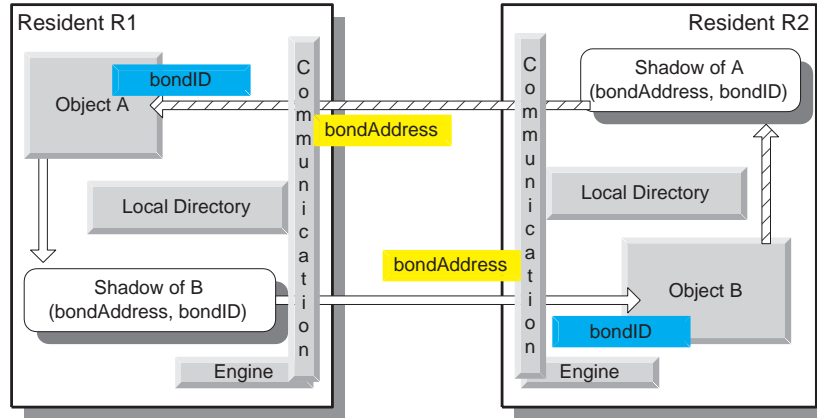 Resident R1
Object A
bondID
Local Directory
Shadow of B
(bondAddress, bondID)
Communication
Engine
bondAddress
bondAddress
Resident R2
Shadow of A
(bondAddress, bondID)
Communication
Local Directory
Object B
bondID
Engine